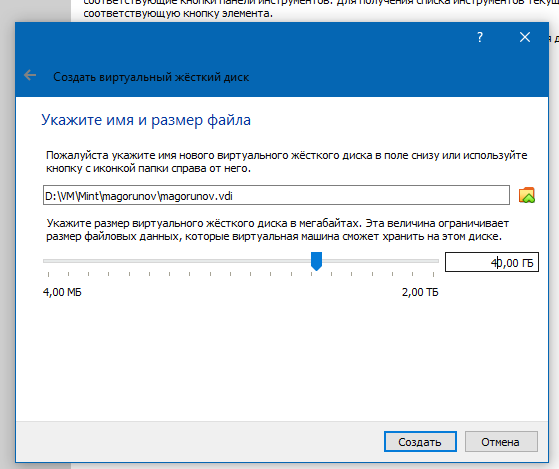 соответствующие кнопки панели инструментов. Для получения списка инструментов текущ
соответствующую кнопку элемента.
?
Создать виртуальный жёсткий диск
я д
Укажите имя и размер файла
Пожалуйста укажите имя нового виртуального жёсткого диска в поле снизу или используйте
кнопку с иконкой папки справа от него.
D:\VM\Mint\magorunov\magorunov.vdi
Укажите размер виртуального жёсткого диска в мегабайтах. Эта величина ограничивает
размер файловых данных, которые виртуальная машина сможет хранить на этом диске.
40,00 ГБ
4,00 МБ 2,00 ТБ
Создать Отмена